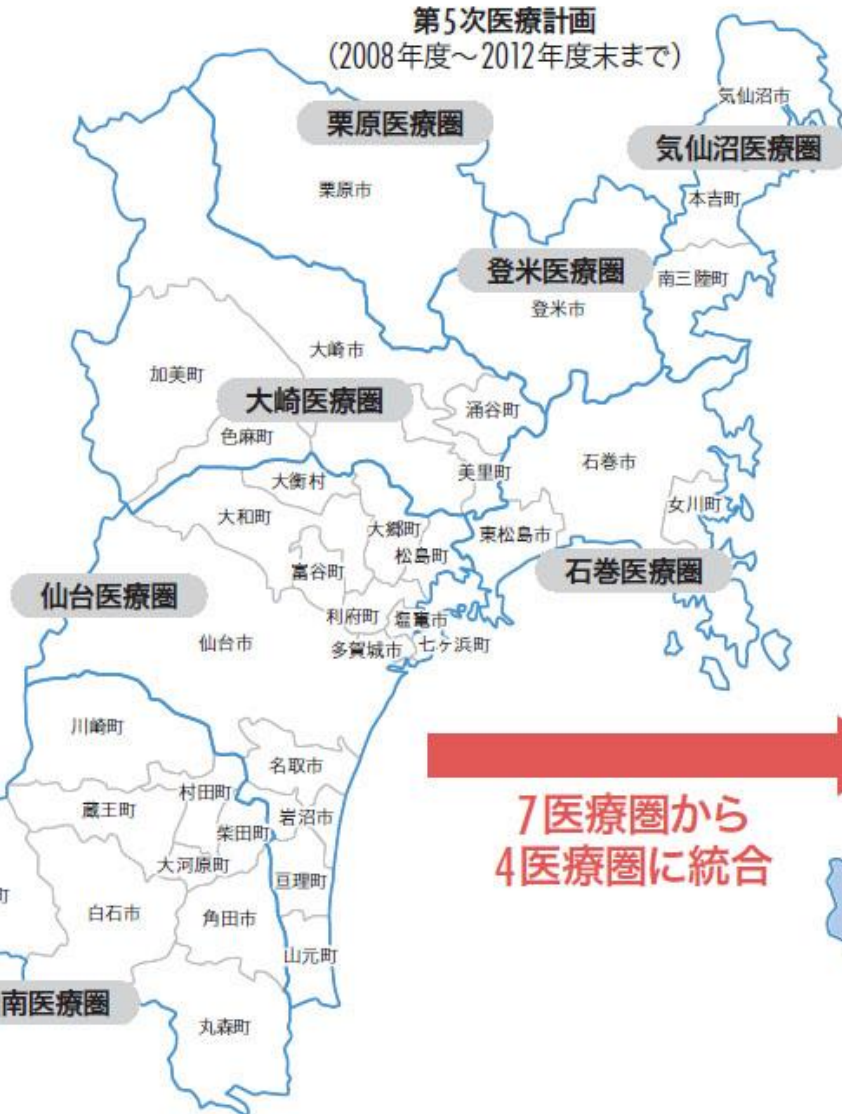 第5次医療計画
(2008年度～2012年度末まで)
気仙沼市
栗原医療圏
気仙沼医療圏
栗原市
本吉町
登米医療圏
南三陸町
登米市
大崎市
加美町
大崎医療圏
涌谷町
色麻町
石巻市
美里町
大衡村
女川町
大和町
大郷町
東松島市
松島町
富谷町
石巻医療圏
仙台医療圏
利府町
塩竈市
仙台市
多賀城市
七ヶ浜町
川崎町
名取市
村田町
蔵王町
岩沼市
柴田町
7医療圏から
4医療圏に統合
大河原町
亘理町
町
白石市
角田市
山元町
南医療圏
丸森町